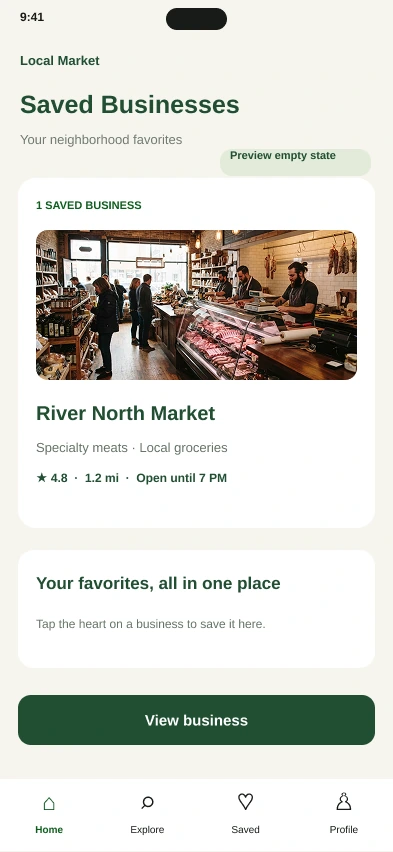 9:41
Local Market
Saved Businesses
Your neighborhood favorites
Preview empty state
1 SAVED BUSINESS
River North Market
Specialty meats · Local groceries
★ 4.8 · 1.2 mi · Open until 7 PM
Your favorites, all in one place
Tap the heart on a business to save it here.
View business
Home
Explore
Saved
Profile